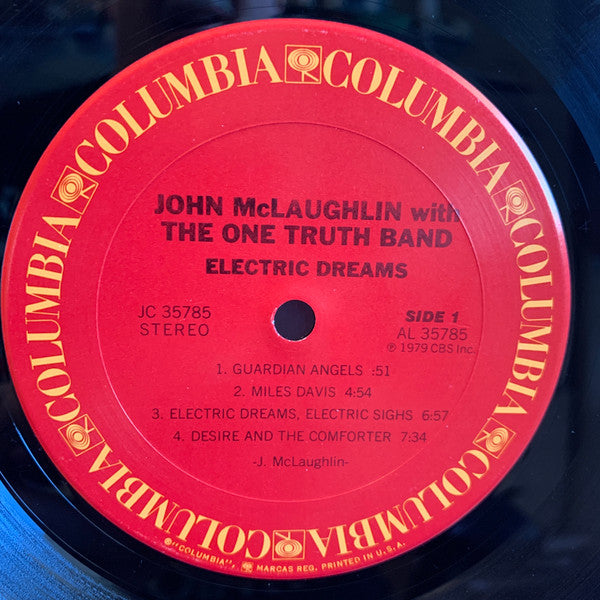 COLUMBIA COLUMBIA COLUMBIA COLUMBIA COLUMBIA COLUMBIA
JOHN McLAUGHLIN with
THE ONE TRUTH BAND
ELECTRIC DREAMS
JC 35785
STEREO
SIDE 1
AL 35785
℗ 1979 CBS Inc.
1. GUARDIAN ANGELS :51
2. MILES DAVIS 4:54
3. ELECTRIC DREAMS, ELECTRIC SIGHS 6:57
4. DESIRE AND THE COMFORTER 7:34
-J. McLaughlin-
®"COLUMBIA", MARCAS REG. PRINTED IN U.S.A.